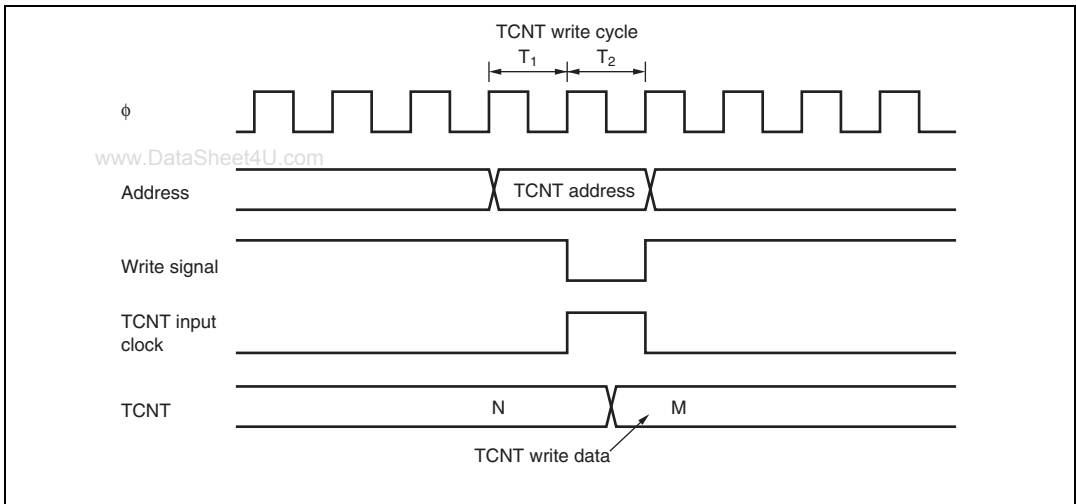 TCNT write cycle
T₁ T₂
ϕ
www.DataSheet4U.com
Address
TCNT address
Write signal
TCNT input
clock
TCNT
N
M
TCNT write data